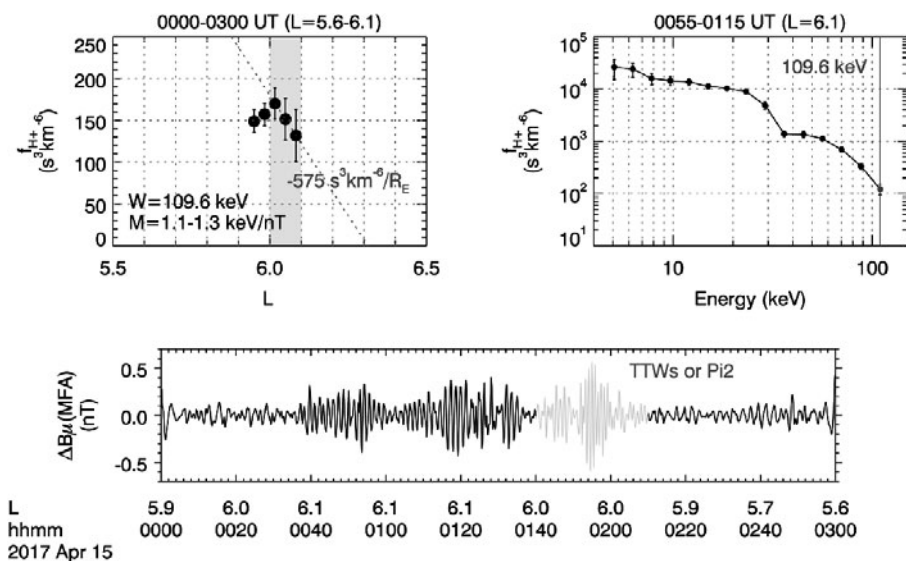 0000-0300 UT (L=5.6-6.1)
250
200
150
100
50
0
f_H+
(s³km⁻⁶)
-575 s³km⁻⁶/R_E
W=109.6 keV
M=1.1-1.3 keV/nT
5.5 6.0 6.5
L
0055-0115 UT (L=6.1)
10⁵
10⁴
10³
10²
10¹
f_H+
(s³km⁻⁶)
109.6 keV
10 100
Energy (keV)
0.5
0.0
-0.5
ΔBμ(MFA)
(nT)
TTWs or Pi2
L 5.9 6.0 6.1 6.1 6.1 6.0 6.0 5.9 5.7 5.6
hhmm 0000 0020 0040 0100 0120 0140 0200 0220 0240 0300
2017 Apr 15